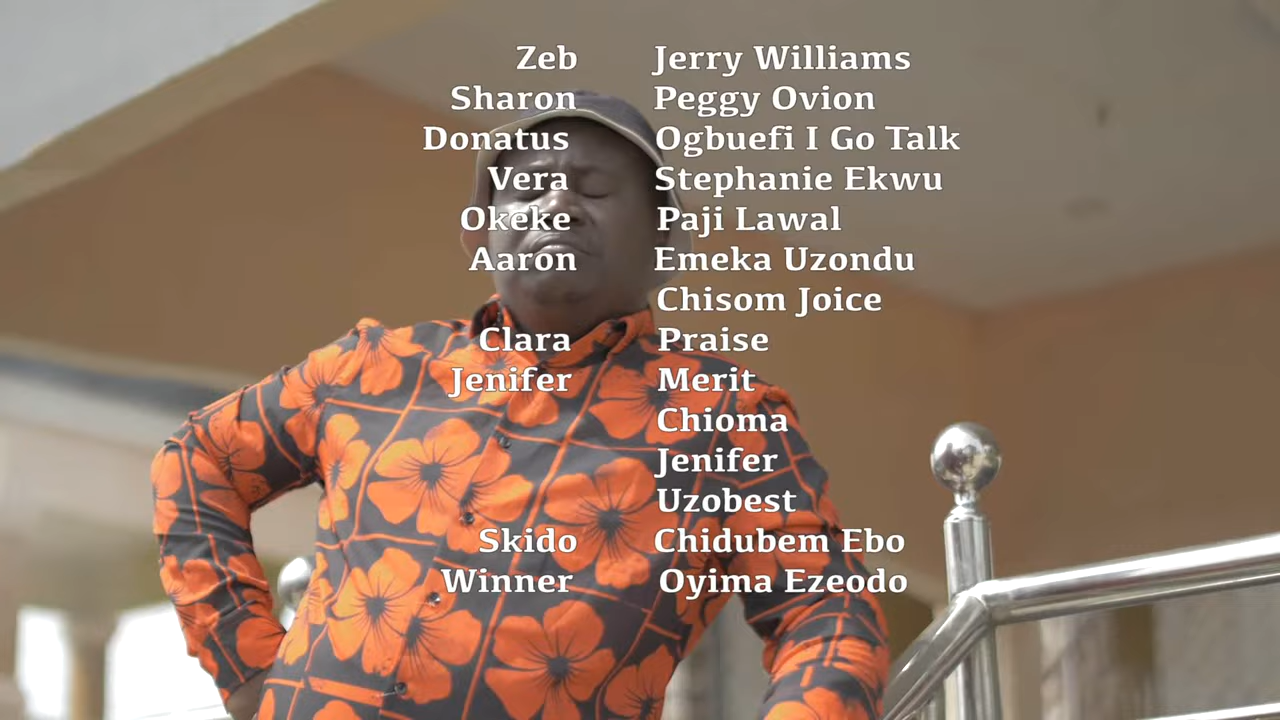 Zeb Jerry Williams
Sharon Peggy Ovion
Donatus Ogbuefi I Go Talk
Vera Stephanie Ekwu
Okeke Paji Lawal
Aaron Emeka Uzondu
Chisom Joice
Clara Praise
Jenifer Merit
Chioma
Jenifer
Uzobest
Skido Chidubem Ebo
Winner Oyima Ezeodo